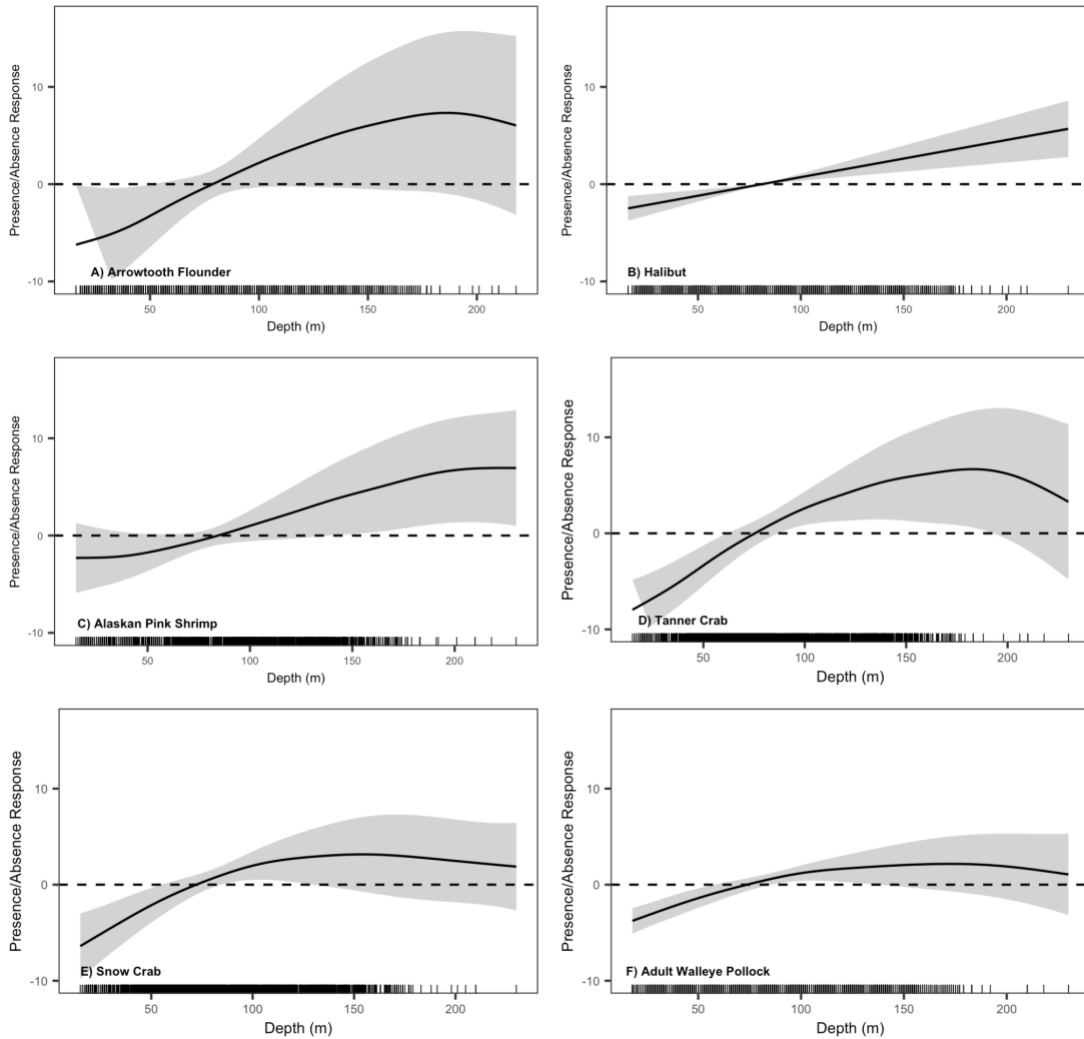 Presence/Absence Response
10
0
-10
A) Arrowtooth Flounder
50
100
150
200
Depth (m)
Presence/Absence Response
10
0
-10
B) Halibut
50
100
150
200
Depth (m)
Presence/Absence Response
10
0
-10
C) Alaskan Pink Shrimp
50
100
150
200
Depth (m)
Presence/Absence Response
10
0
-10
D) Tanner Crab
50
100
150
200
Depth (m)
Presence/Absence Response
10
0
-10
E) Snow Crab
50
100
150
200
Depth (m)
Presence/Absence Response
10
0
-10
F) Adult Walleye Pollock
50
100
150
200
Depth (m)